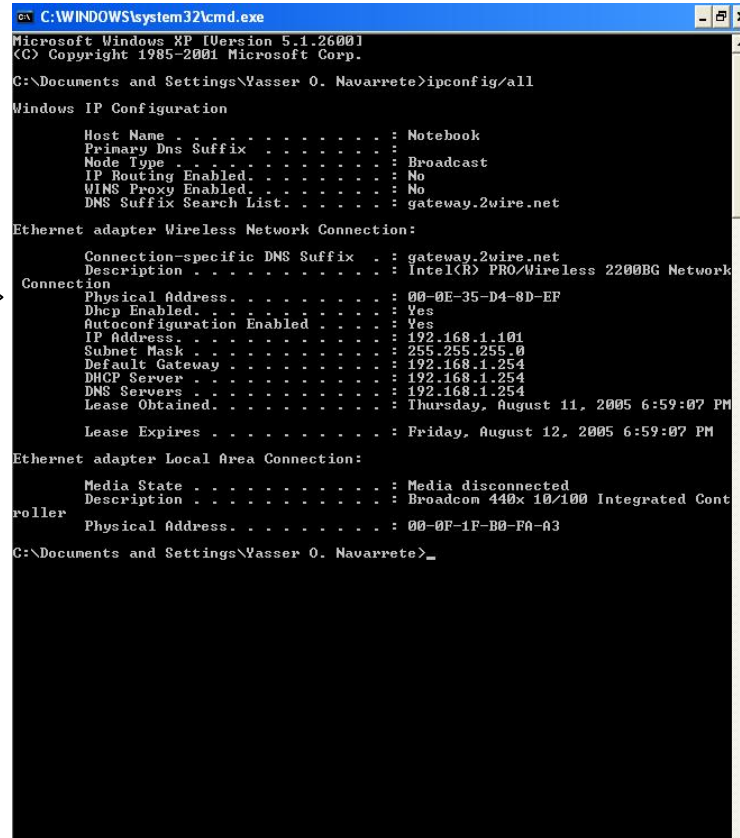 C:\WINDOWS\system32\cmd.exe
Microsoft Windows XP [Version 5.1.2600]
(C) Copyright 1985-2001 Microsoft Corp.
C:\Documents and Settings\Yasser O. Navarrete>ipconfig/all
Windows IP Configuration
Host Name . . . . . . . . . . . . : Notebook
Primary Dns Suffix . . . . . . . :
Node Type . . . . . . . . . . . . : Broadcast
IP Routing Enabled. . . . . . . . : No
WINS Proxy Enabled. . . . . . . . : No
DNS Suffix Search List. . . . . . : gateway.2wire.net
Ethernet adapter Wireless Network Connection:
Connection-specific DNS Suffix . : gateway.2wire.net
Description . . . . . . . . . . . : Intel(R) PRO/Wireless 2200BG Network
Connection
Physical Address. . . . . . . . . : 00-0E-35-D4-8D-EF
Dhcp Enabled. . . . . . . . . . . : Yes
Autoconfiguration Enabled . . . . : Yes
IP Address. . . . . . . . . . . . : 192.168.1.101
Subnet Mask . . . . . . . . . . . : 255.255.255.0
Default Gateway . . . . . . . . . : 192.168.1.254
DHCP Server . . . . . . . . . . . : 192.168.1.254
DNS Servers . . . . . . . . . . . : 192.168.1.254
Lease Obtained. . . . . . . . . . : Thursday, August 11, 2005 6:59:07 PM
Lease Expires . . . . . . . . . . : Friday, August 12, 2005 6:59:07 PM
Ethernet adapter Local Area Connection:
Media State . . . . . . . . . . . : Media disconnected
Description . . . . . . . . . . . : Broadcom 440x 10/100 Integrated Cont
roller
Physical Address. . . . . . . . . : 00-0F-1F-B0-FA-A3
C:\Documents and Settings\Yasser O. Navarrete>_